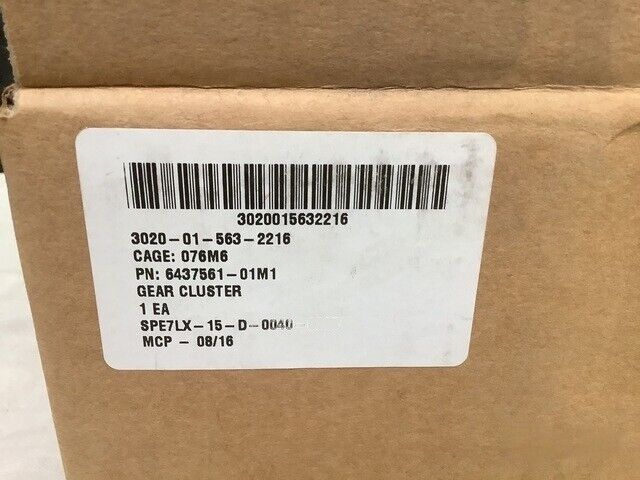 3020015632216
3020-01-563-2216
CAGE: 076M6
PN: 6437561-01M1
GEAR CLUSTER
1 EA
SPE7LX-15-D-0040
MCP - 08/16